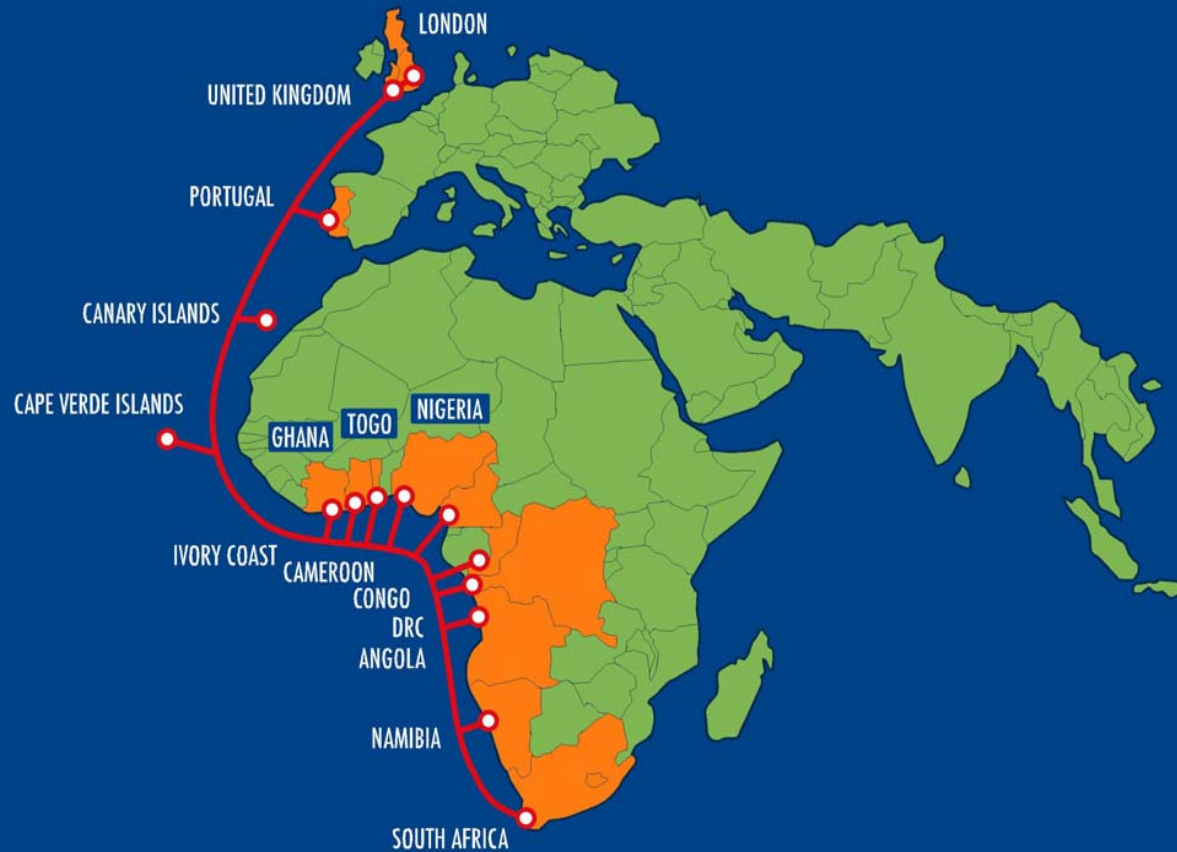 LONDON
UNITED KINGDOM
PORTUGAL
CANARY ISLANDS
CAPE VERDE ISLANDS
GHANA
TOGO
NIGERIA
IVORY COAST
CAMEROON
CONGO
DRC
ANGOLA
NAMIBIA
SOUTH AFRICA